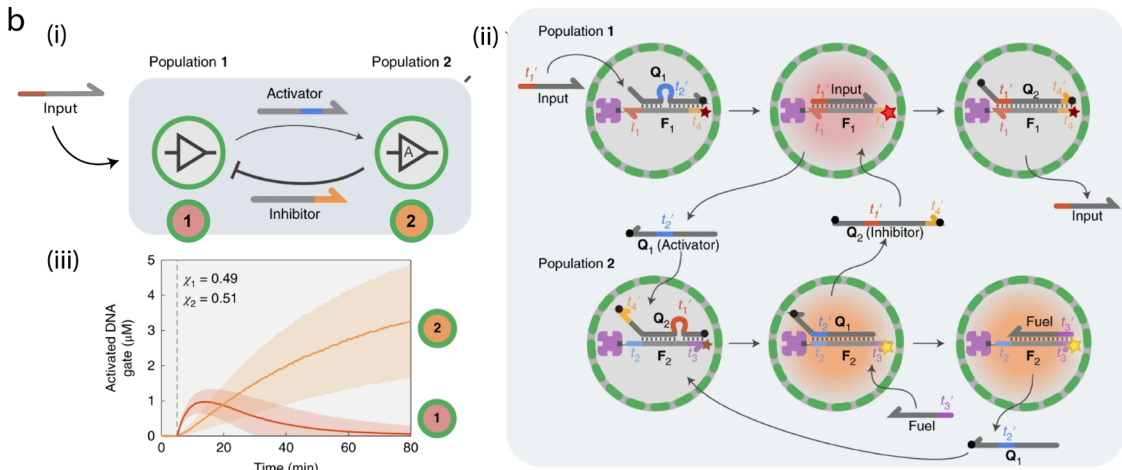 b
(i)
Population 1
Population 2
Input
Activator
A
Inhibitor
1
2
(ii)
Population 1
t1′
Input
Q1
t2′
t1
F1
t4
t1′
Input
t1
F1
t4
t4′
t1′
Q2
t1
F1
t4
Input
t2′
Q1 (Activator)
t1′
t4′
Q2 (Inhibitor)
Population 2
t4′
Q2
t1′
t2
F2
t3
t2′
Q1
t2
F2
t3
Fuel
t3′
t2
F2
t3
t3′
Fuel
t2′
Q1
(iii)
χ1 = 0.49
χ2 = 0.51
Activated DNA
gate (μM)
5
4
3
2
1
0
0
20
40
60
80
Time (min)
2
1